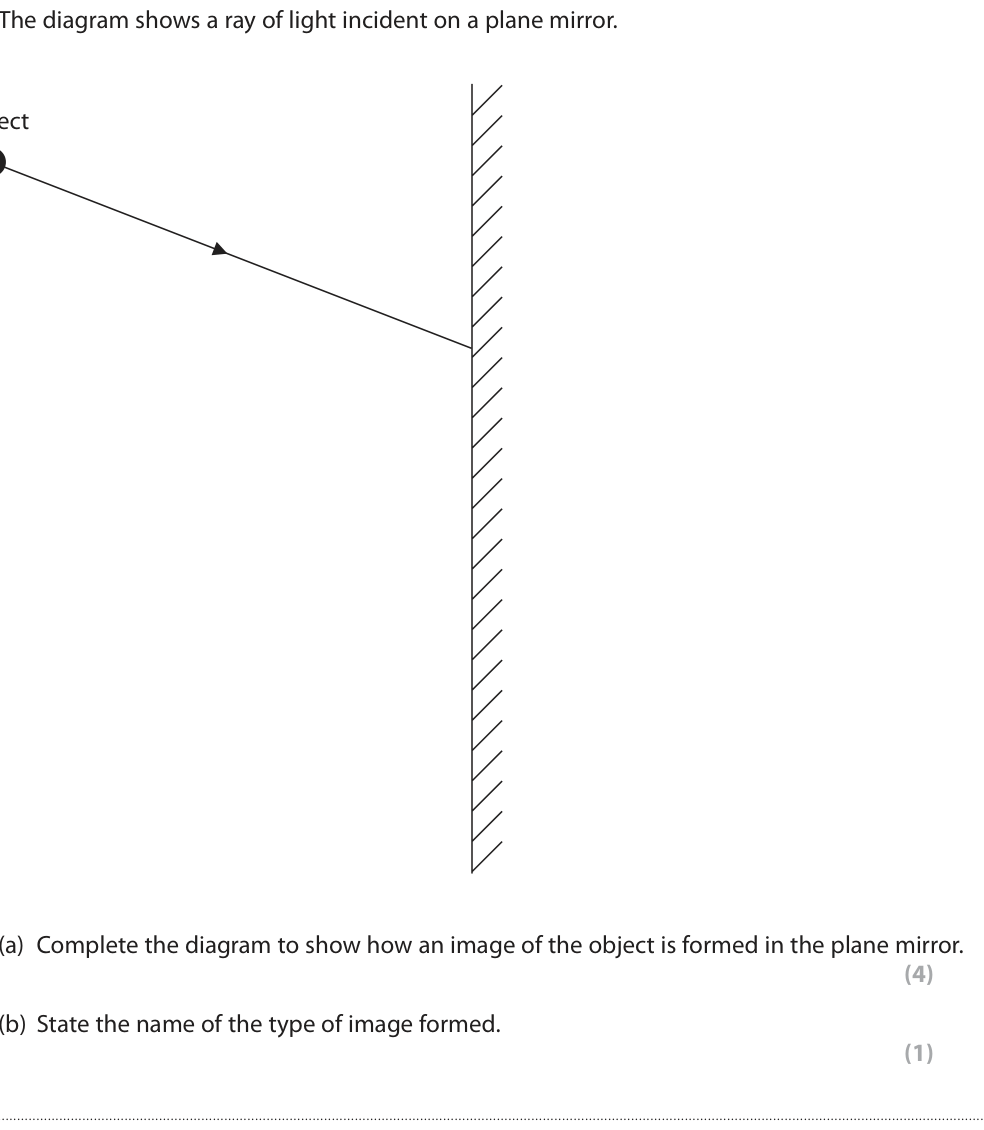 The diagram shows a ray of light incident on a plane mirror.
ect
(a) Complete the diagram to show how an image of the object is formed in the plane mirror.
(4)
(b) State the name of the type of image formed.
(1)